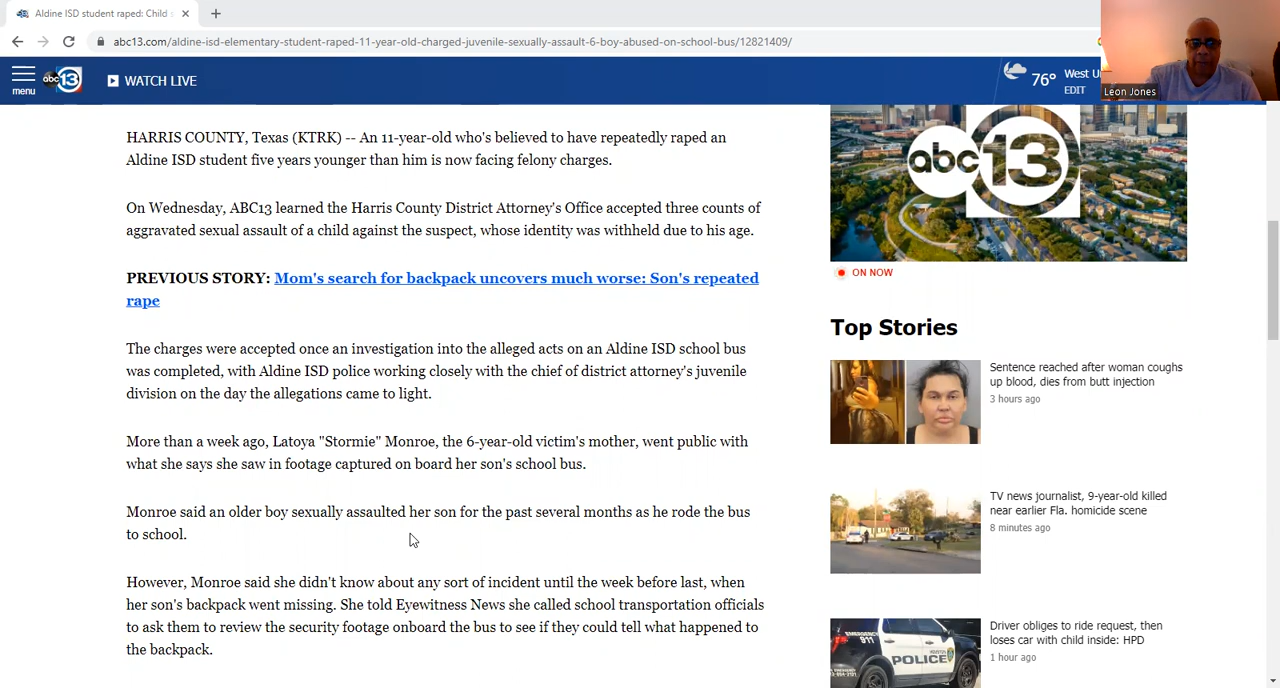 Aldine ISD student raped: Child
abc13.com/aldine-isd-elementary-student-raped-11-year-old-charged-juvenile-sexually-assault-6-boy-abused-on-school-bus/12821409/
menu
abc13
WATCH LIVE
76°
West U
EDIT
Leon Jones
HARRIS COUNTY, Texas (KTRK) -- An 11-year-old who's believed to have repeatedly raped an
Aldine ISD student five years younger than him is now facing felony charges.
On Wednesday, ABC13 learned the Harris County District Attorney's Office accepted three counts of
aggravated sexual assault of a child against the suspect, whose identity was withheld due to his age.
PREVIOUS STORY: Mom's search for backpack uncovers much worse: Son's repeated
rape
The charges were accepted once an investigation into the alleged acts on an Aldine ISD school bus
was completed, with Aldine ISD police working closely with the chief of district attorney's juvenile
division on the day the allegations came to light.
More than a week ago, Latoya "Stormie" Monroe, the 6-year-old victim's mother, went public with
what she says she saw in footage captured on board her son's school bus.
Monroe said an older boy sexually assaulted her son for the past several months as he rode the bus
to school.
However, Monroe said she didn't know about any sort of incident until the week before last, when
her son's backpack went missing. She told Eyewitness News she called school transportation officials
to ask them to review the security footage onboard the bus to see if they could tell what happened to
the backpack.
abc13
ON NOW
Top Stories
Sentence reached after woman coughs
up blood, dies from butt injection
3 hours ago
TV news journalist, 9-year-old killed
near earlier Fla. homicide scene
8 minutes ago
Driver obliges to ride request, then
loses car with child inside: HPD
1 hour ago
EMERGENCY
911
POLICE